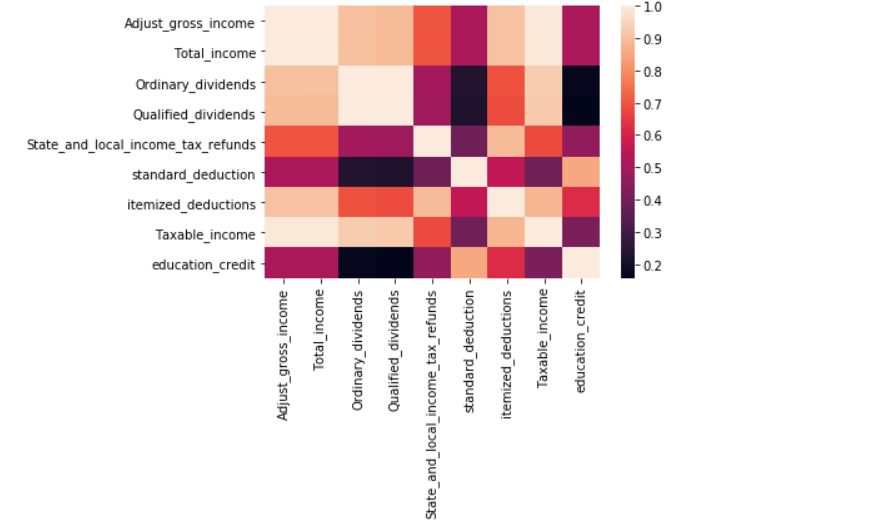 Adjust_gross_income
Total_income
Ordinary_dividends
Qualified_dividends
State_and_local_income_tax_refunds
standard_deduction
itemized_deductions
Taxable_income
education_credit
1.0
0.9
0.8
0.7
0.6
0.5
0.4
0.3
0.2
Adjust_gross_income
Total_income
Ordinary_dividends
Qualified_dividends
State_and_local_income_tax_refunds
standard_deduction
itemized_deductions
Taxable_income
education_credit